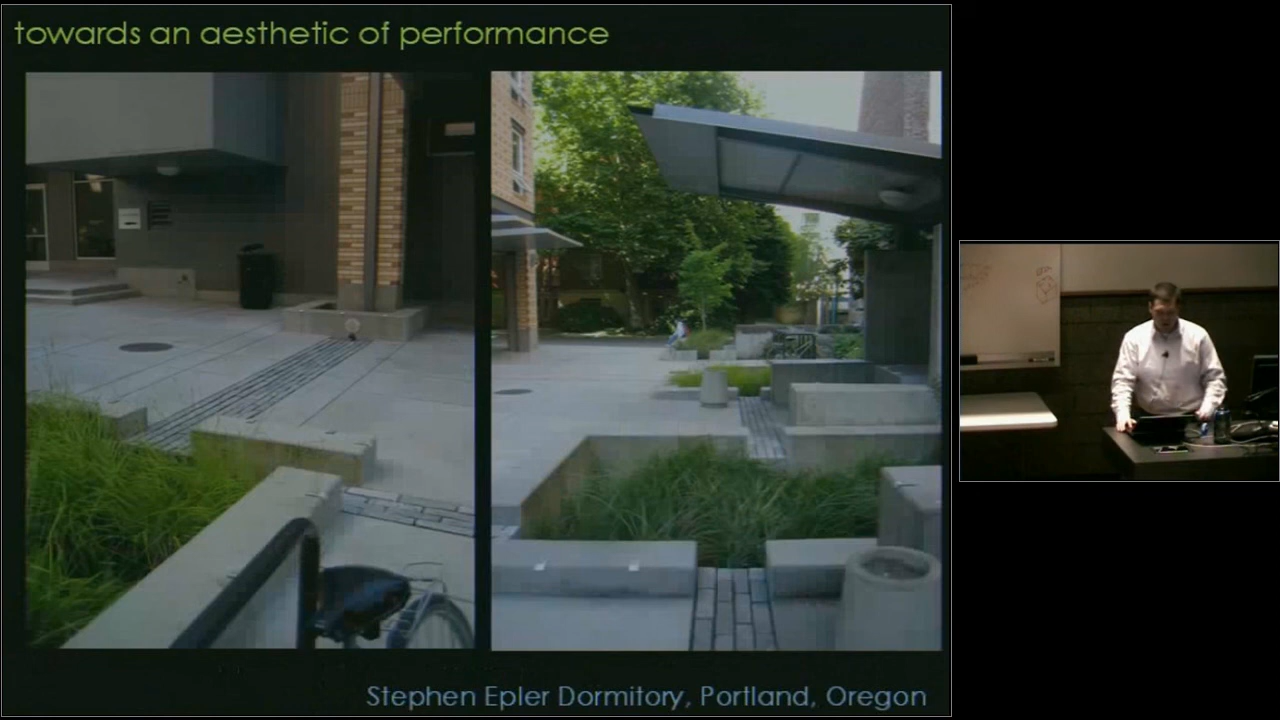 towards an aesthetic of performance
Stephen Epler Dormitory, Portland, Oregon